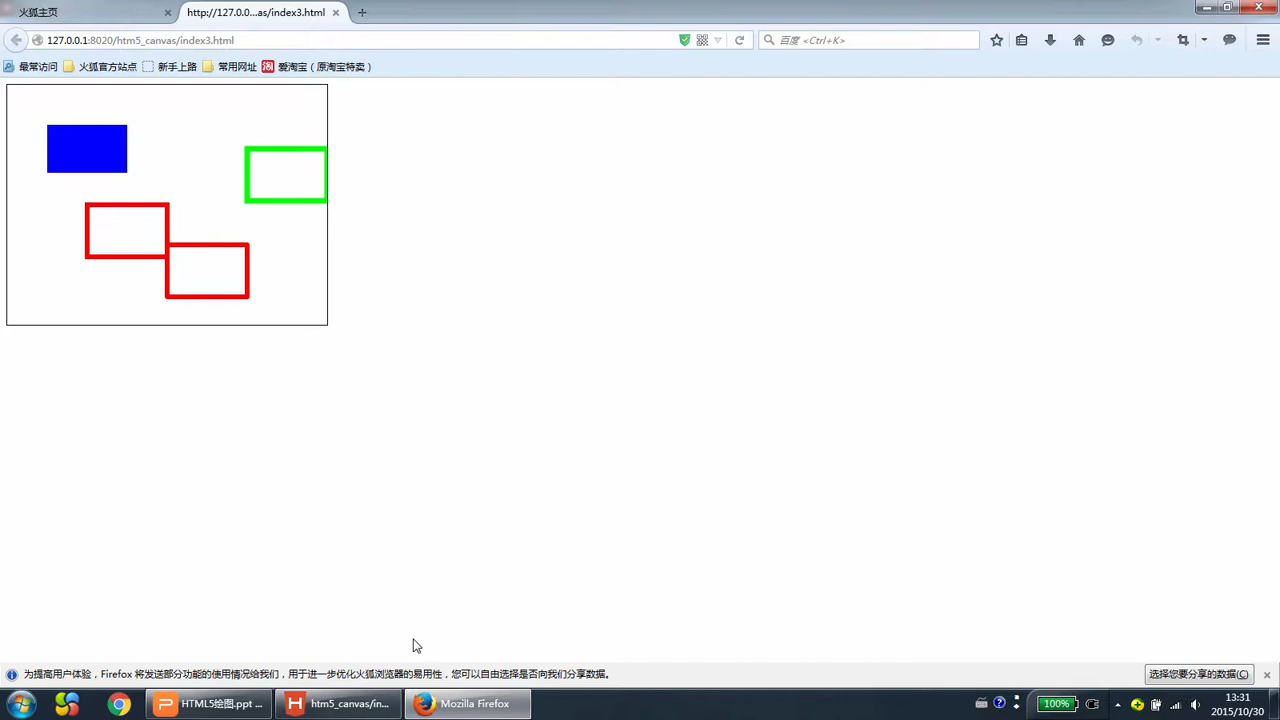 火狐主页
http://127.0.0...as/index3.html
127.0.0.1:8020/htm5_canvas/index3.html
百度 <Ctrl+K>
最常访问 火狐官方站点 新手上路 常用网址 淘 爱淘宝（原淘宝特卖）
为提高用户体验，Firefox 将发送部分功能的使用情况给我们，用于进一步优化火狐浏览器的易用性，您可以自由选择是否向我们分享数据。
选择您要分享的数据(C)
P HTML5绘图.ppt ...
H htm5_canvas/in...
Mozilla Firefox
100%
13:31
2015/10/30